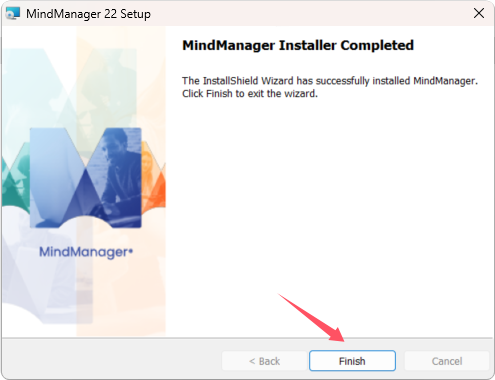 MindManager 22 Setup
MindManager Installer Completed
The InstallShield Wizard has successfully installed MindManager.
Click Finish to exit the wizard.
MindManager®
< Back
Finish
Cancel